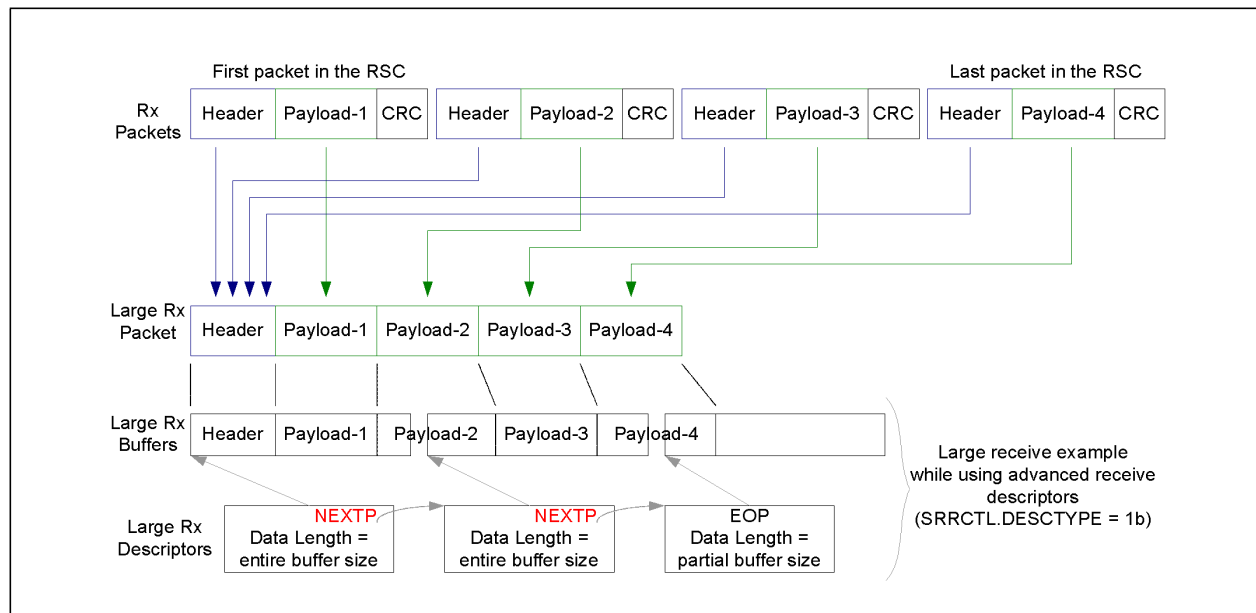 First packet in the RSC
Last packet in the RSC
Rx
Packets
Header Payload-1 CRC Header Payload-2 CRC Header Payload-3 CRC Header Payload-4 CRC
Large Rx
Packet
Header Payload-1 Payload-2 Payload-3 Payload-4
Large Rx
Buffers
Header Payload-1 Payload-2 Payload-3 Payload-4
Large receive example
while using advanced receive
descriptors
(SRRCTL.DESCTYPE = 1b)
Large Rx
Descriptors
NEXTP
Data Length =
entire buffer size
NEXTP
Data Length =
entire buffer size
EOP
Data Length =
partial buffer size